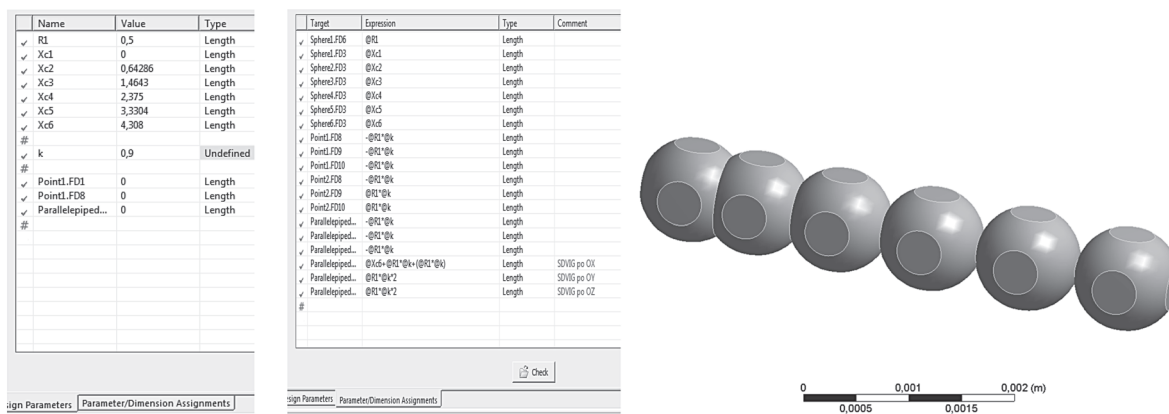 Name Value Type
R1 0,5 Length
Xc1 0 Length
Xc2 0,64286 Length
Xc3 1,4643 Length
Xc4 2,375 Length
Xc5 3,3304 Length
Xc6 4,308 Length
#
k 0,9 Undefined
#
Point1.FD1 0 Length
Point1.FD8 0 Length
Parallelepiped... 0 Length
#
sign Parameters Parameter/Dimension Assignments
Target Expression Type Comment
Sphere1.FD6 @R1 Length
Sphere1.FD3 @Xc1 Length
Sphere2.FD3 @Xc2 Length
Sphere3.FD3 @Xc3 Length
Sphere4.FD3 @Xc4 Length
Sphere5.FD3 @Xc5 Length
Sphere6.FD3 @Xc6 Length
Point1.FD8 -@R1*@k Length
Point1.FD9 -@R1*@k Length
Point1.FD10 -@R1*@k Length
Point2.FD8 -@R1*@k Length
Point2.FD9 @R1*@k Length
Point2.FD10 @R1*@k Length
Parallelepiped... -@R1*@k Length
Parallelepiped... -@R1*@k Length
Parallelepiped... -@R1*@k Length
Parallelepiped... @Xc6+@R1*@k+(@R1*@k) Length SDVIG po OX
Parallelepiped... @R1*@k*2 Length SDVIG po OY
Parallelepiped... @R1*@k*2 Length SDVIG po OZ
#
Check
esign Parameters Parameter/Dimension Assignments
0 0,001 0,002 (m)
0,0005 0,0015